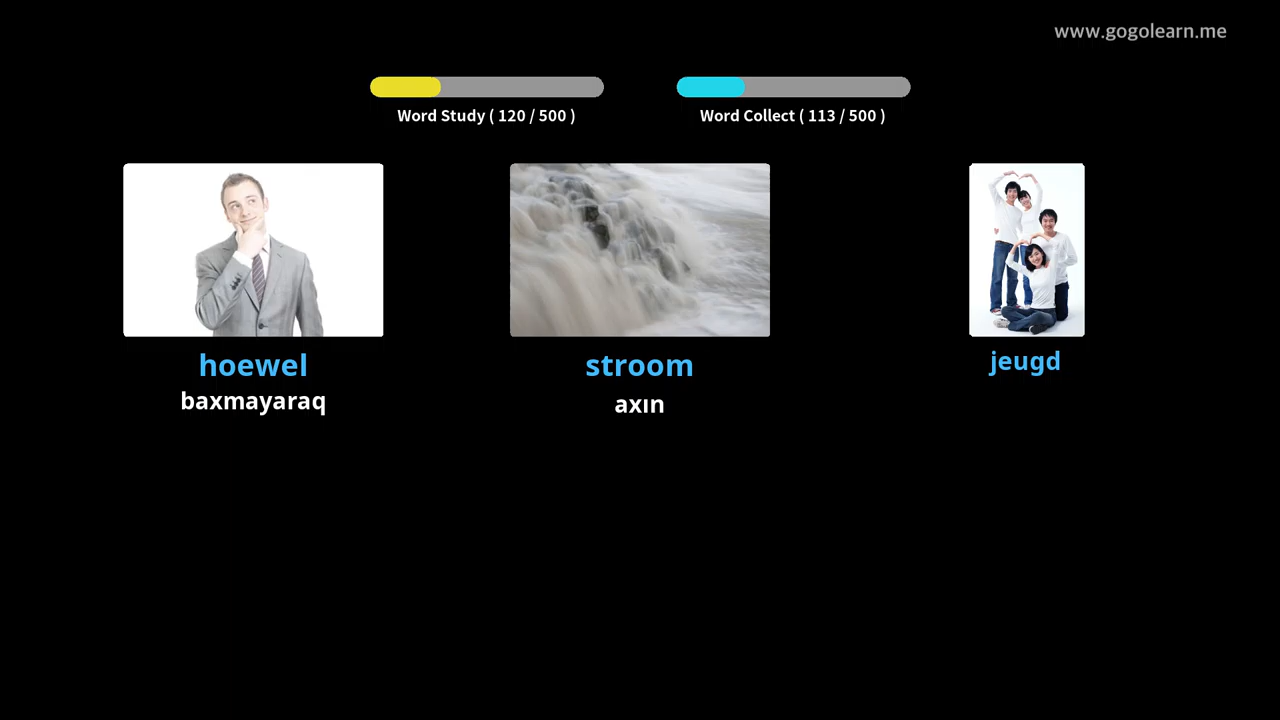 www.gogolearn.me
Word Study ( 120 / 500 )
Word Collect ( 113 / 500 )
hoewel
baxmayaraq
stroom
axın
jeugd